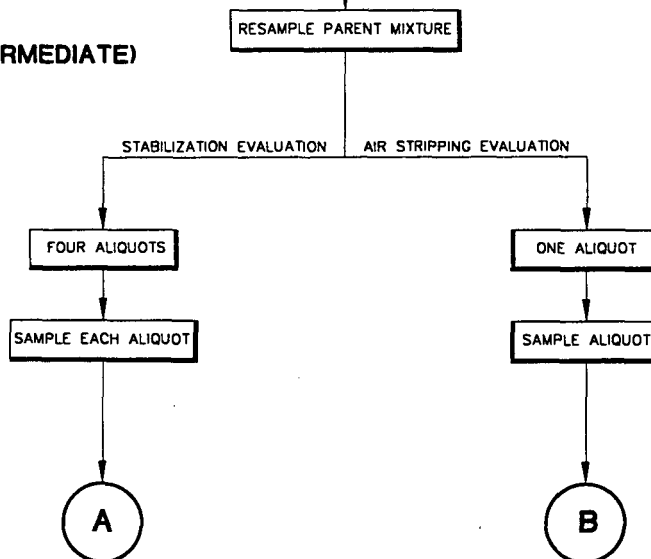 RESAMPLE PARENT MIXTURE
RMEDIATE)
STABILIZATION EVALUATION
AIR STRIPPING EVALUATION
FOUR ALIQUOTS
ONE ALIQUOT
SAMPLE EACH ALIQUOT
SAMPLE ALIQUOT
A
B